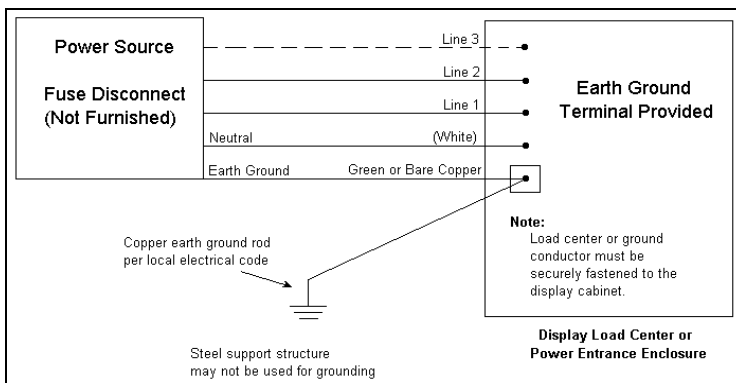 Power Source
Fuse Disconnect
(Not Furnished)
Line 3
Line 2
Line 1
Neutral
(White)
Earth Ground
Green or Bare Copper
Earth Ground
Terminal Provided
Note:
Load center or ground
conductor must be
securely fastened to the
display cabinet.
Copper earth ground rod
per local electrical code
Steel support structure
may not be used for grounding
Display Load Center or
Power Entrance Enclosure